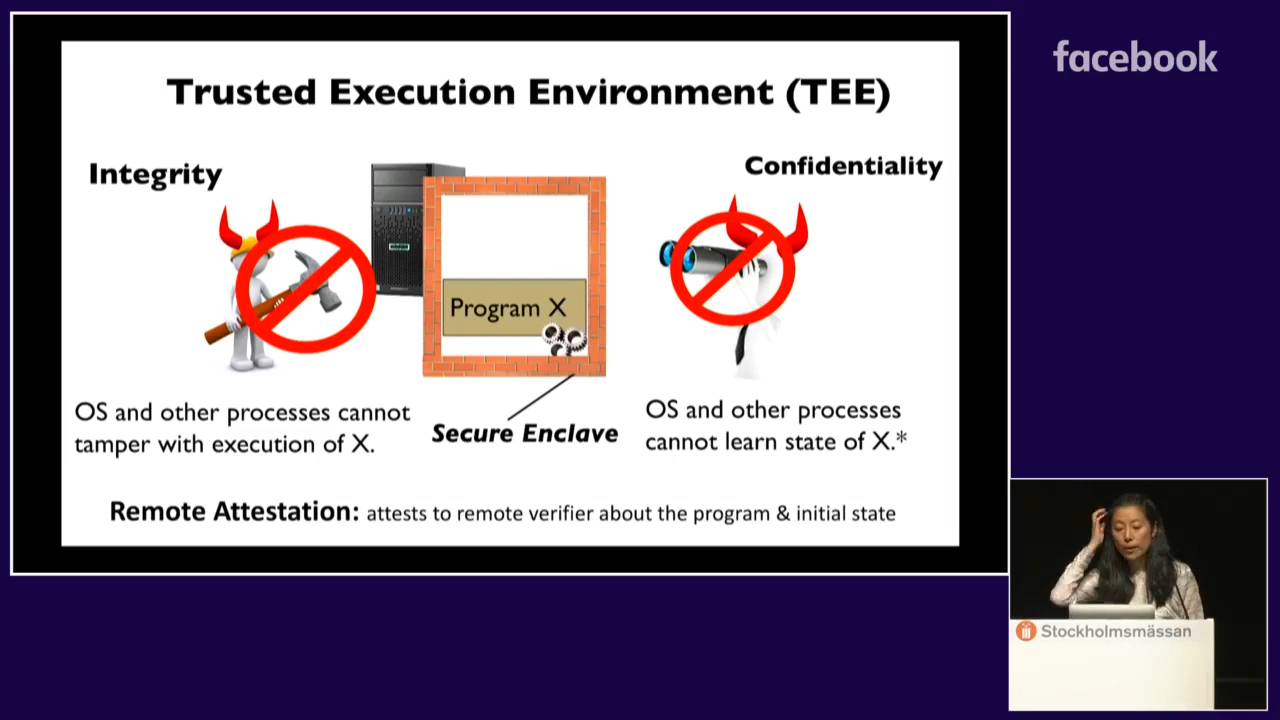 facebook
Trusted Execution Environment (TEE)
Integrity
Confidentiality
Program X
OS and other processes cannot
tamper with execution of X.
Secure Enclave
OS and other processes
cannot learn state of X.*
Remote Attestation: attests to remote verifier about the program & initial state
Stockholmsmässan